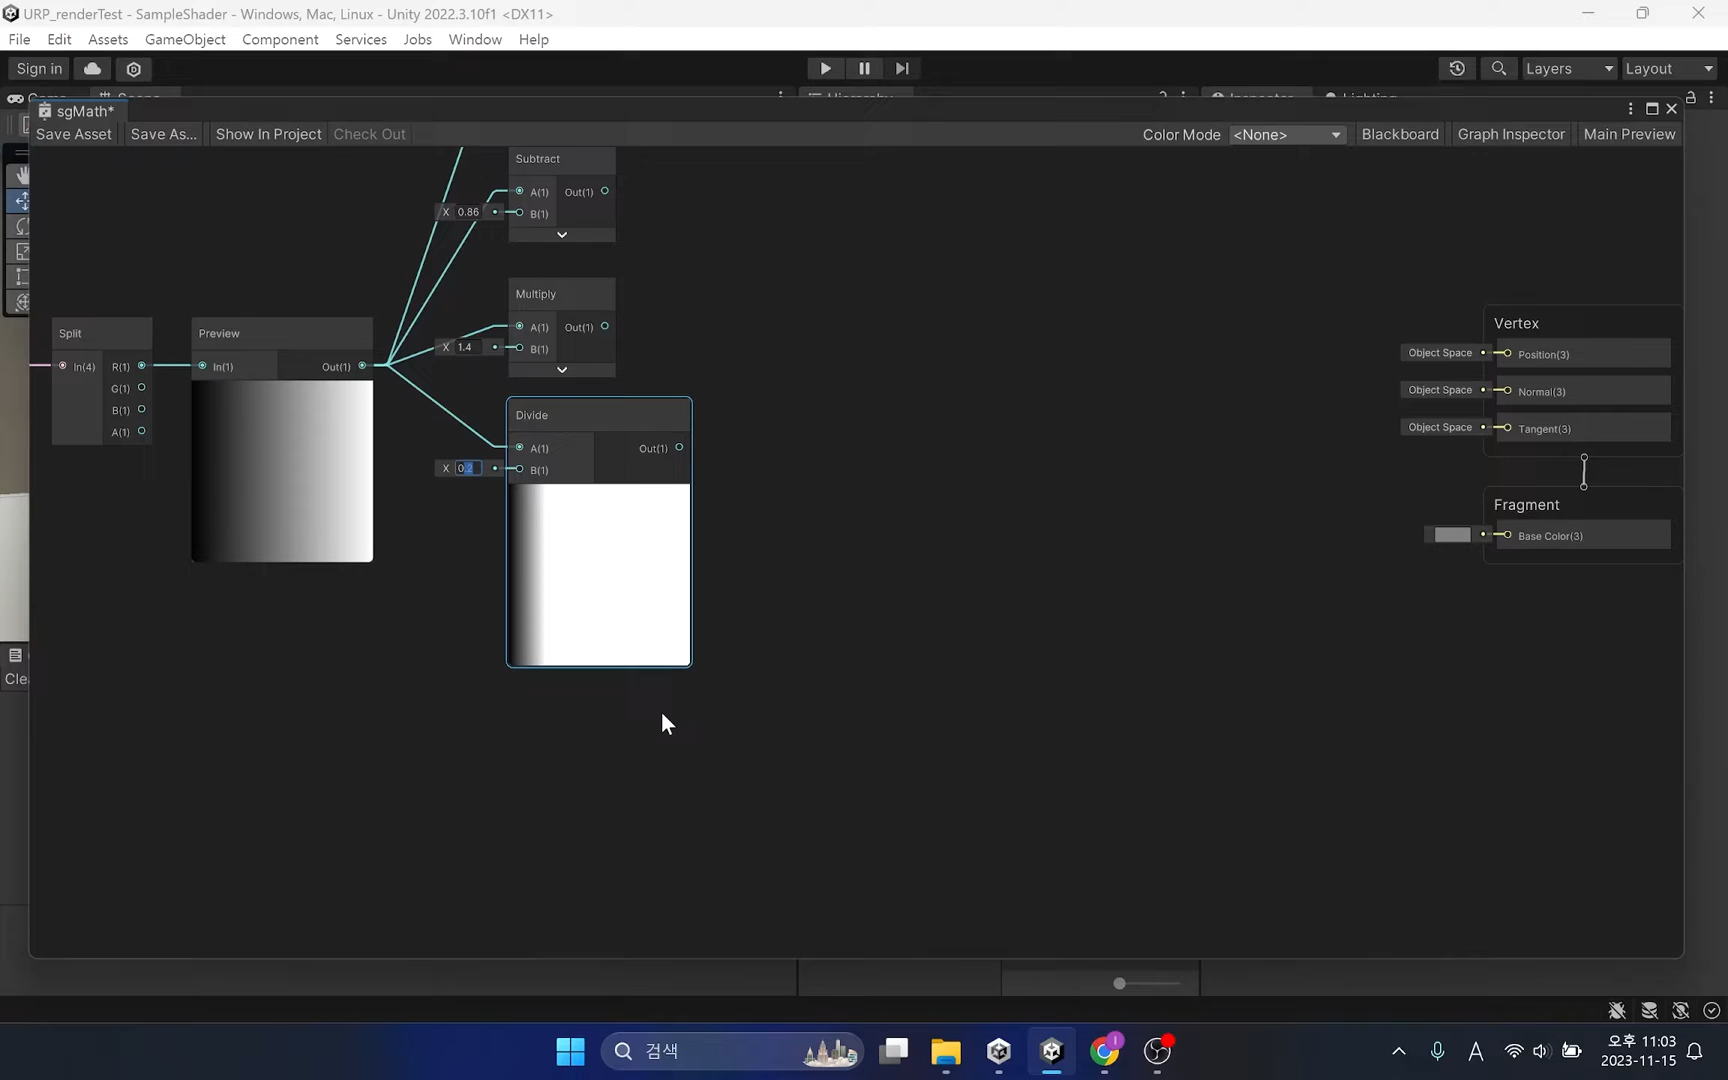 URP_renderTest - SampleShader - Windows, Mac, Linux - Unity 2022.3.10f1 <DX11>
File Edit Assets GameObject Component Services Jobs Window Help
Sign in
Layers
Layout
sgMath*
Save Asset
Save As...
Show In Project
Check Out
Color Mode
<None>
Blackboard
Graph Inspector
Main Preview
Subtract
A(1)
Out(1)
X 0.86
B(1)
Multiply
A(1)
Out(1)
X 1.4
B(1)
Split
In(4)
R(1)
G(1)
B(1)
A(1)
Preview
In(1)
Out(1)
Divide
A(1)
Out(1)
X 0.2
B(1)
Vertex
Object Space
Position(3)
Object Space
Normal(3)
Object Space
Tangent(3)
Fragment
Base Color(3)
Cle
검색
A
오후 11:03
2023-11-15